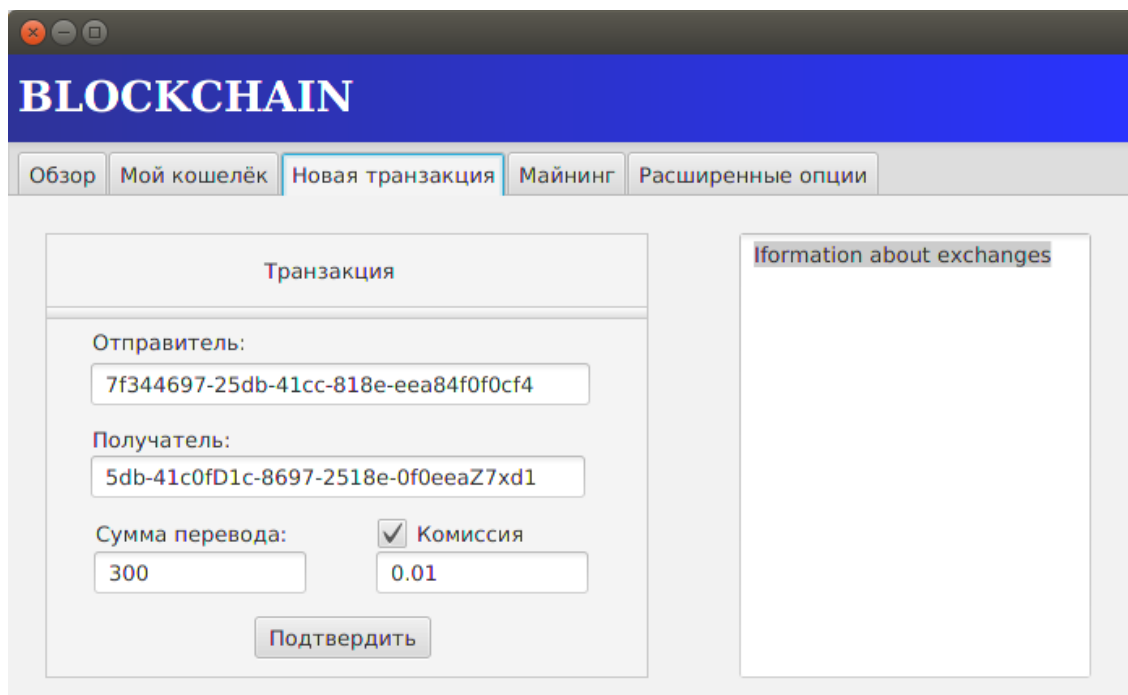 BLOCKCHAIN
Обзор Мой кошелёк Новая транзакция Майнинг Расширенные опции
Транзакция
Отправитель:
7f344697-25db-41cc-818e-eea84f0f0cf4
Получатель:
5db-41c0fD1c-8697-2518e-0f0eeaZ7xd1
Сумма перевода: Комиссия
300 0.01
Подтвердить
Iformation about exchanges